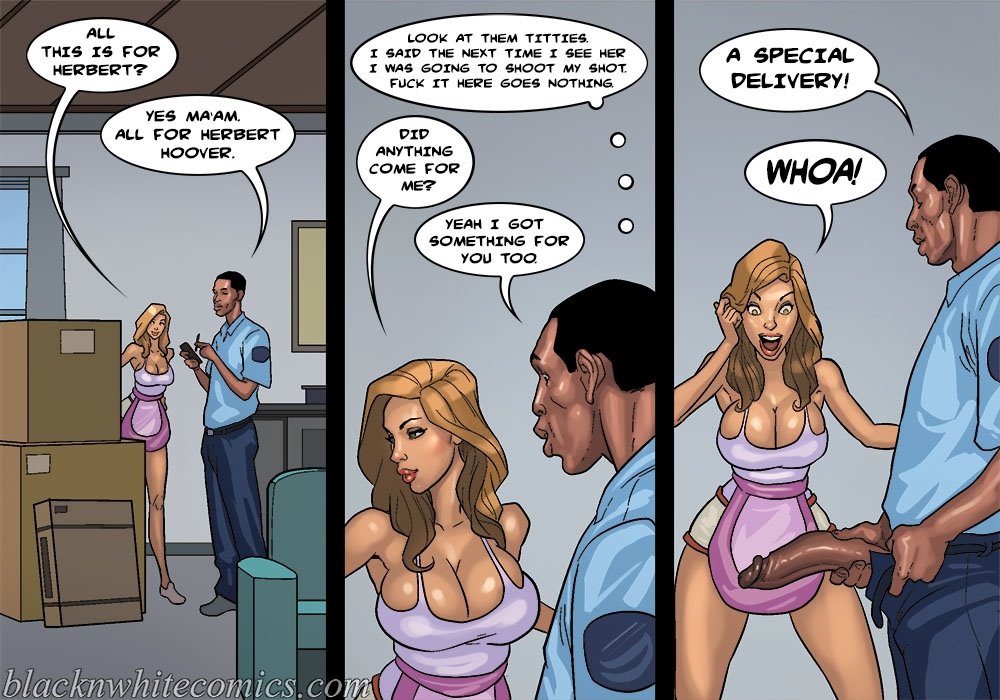 ALL
THIS IS FOR
HERBERT?
YES MA'AM.
ALL FOR HERBERT
HOOVER.
LOOK AT THEM TITTIES.
I SAID THE NEXT TIME I SEE HER
I WAS GOING TO SHOOT MY SHOT.
FUCK IT HERE GOES NOTHING.
DID
ANYTHING
COME FOR
ME?
YEAH I GOT
SOMETHING FOR
YOU TOO.
A SPECIAL
DELIVERY!
WHOA!
blacknwhitecomics.com